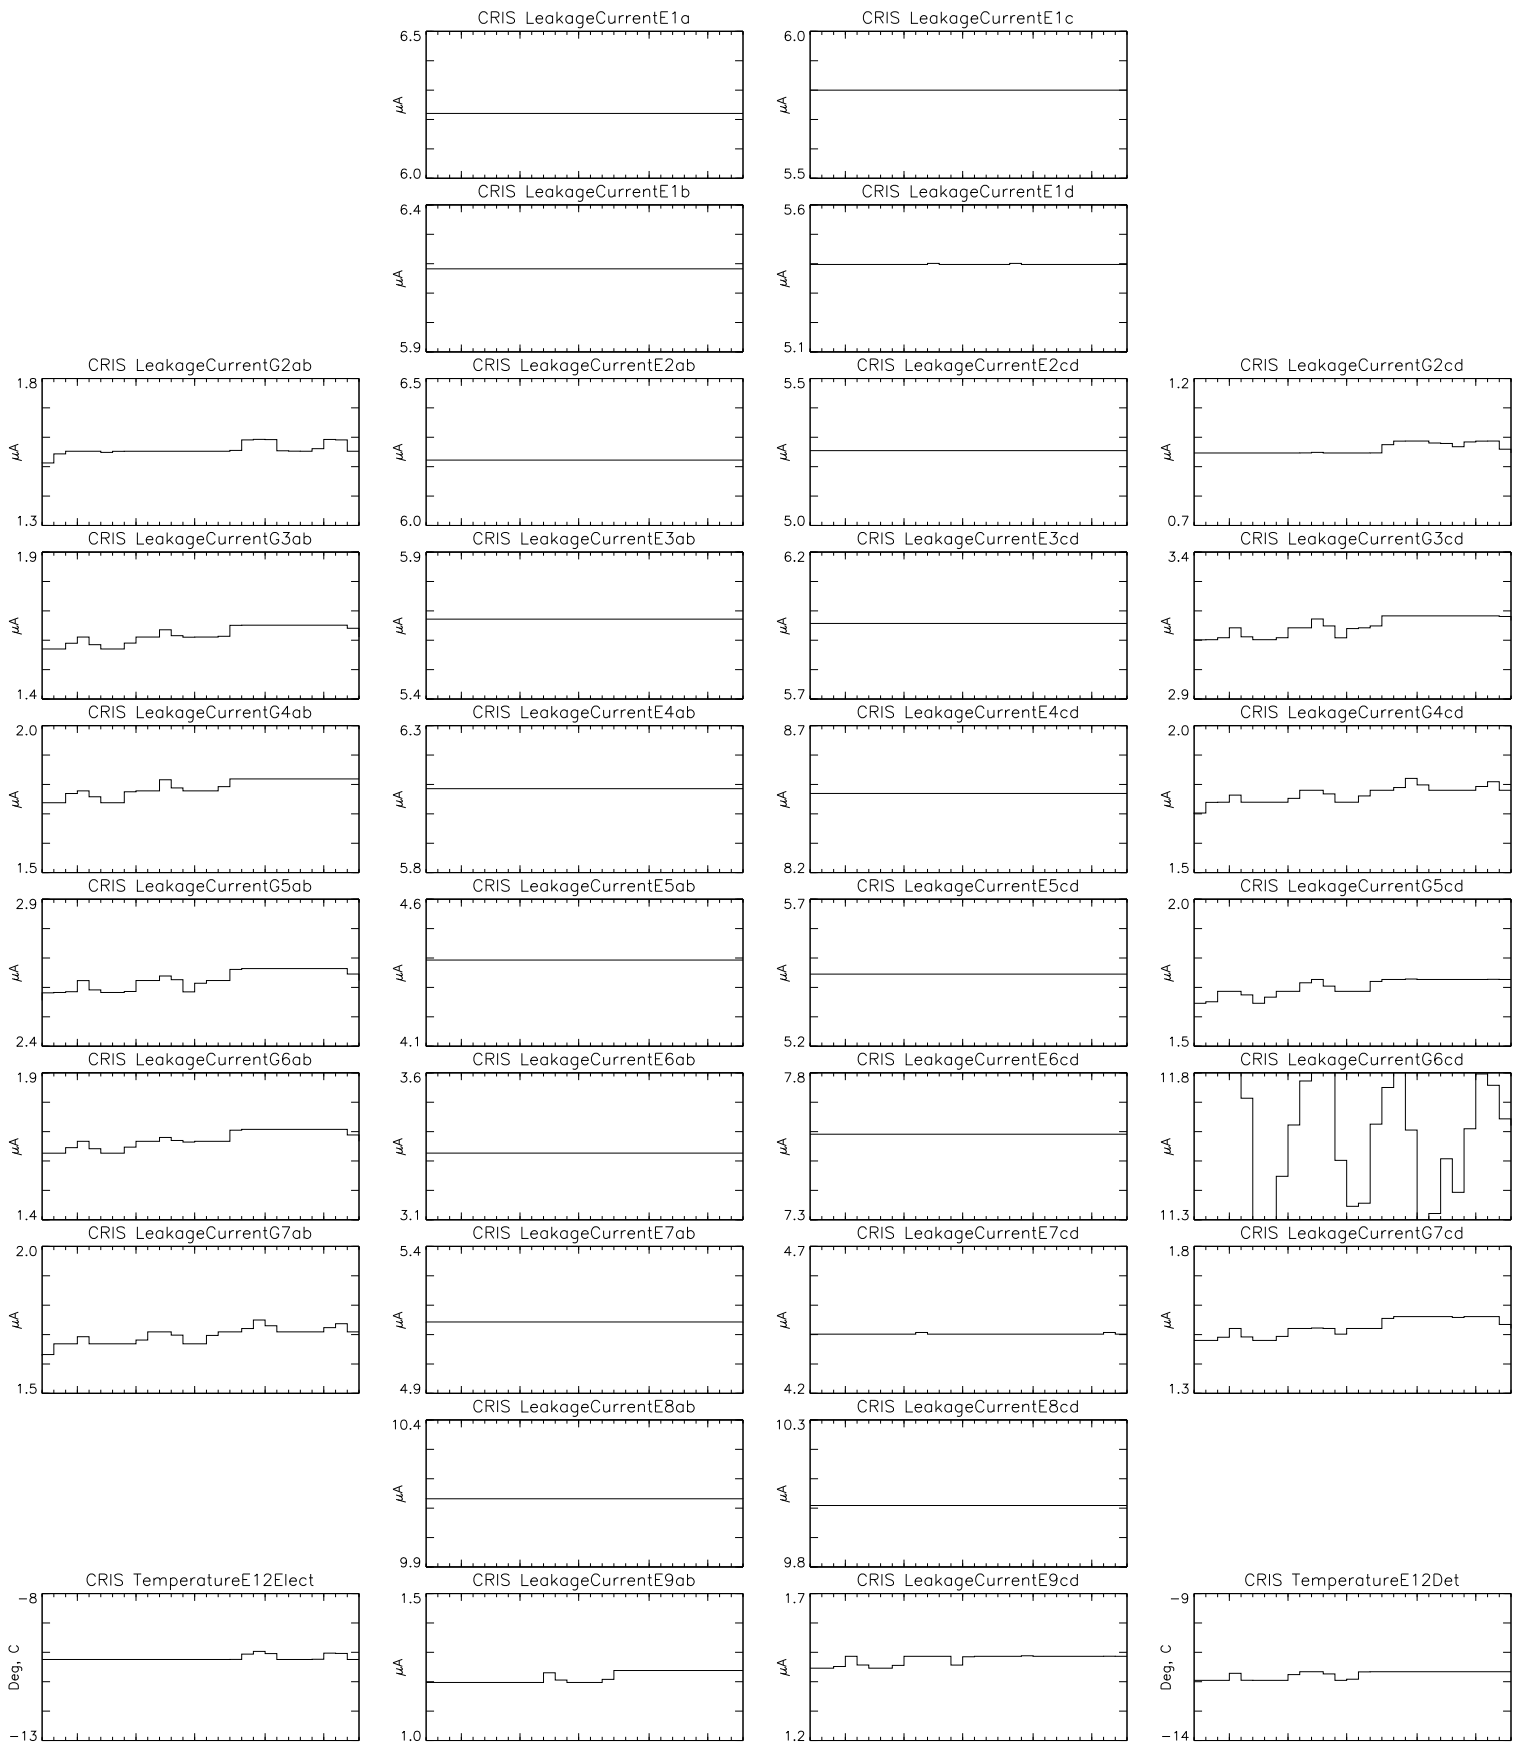 CRIS LeakageCurrentE1a
6.5
μA
6.0
CRIS LeakageCurrentE1c
6.0
μA
5.5
CRIS LeakageCurrentE1b
6.4
μA
5.9
CRIS LeakageCurrentE1d
5.6
μA
5.1
CRIS LeakageCurrentG2ab
1.8
μA
1.3
CRIS LeakageCurrentE2ab
6.5
μA
6.0
CRIS LeakageCurrentE2cd
5.5
μA
5.0
CRIS LeakageCurrentG2cd
1.2
μA
0.7
CRIS LeakageCurrentG3ab
1.9
μA
1.4
CRIS LeakageCurrentE3ab
5.9
μA
5.4
CRIS LeakageCurrentE3cd
6.2
μA
5.7
CRIS LeakageCurrentG3cd
3.4
μA
2.9
CRIS LeakageCurrentG4ab
2.0
μA
1.5
CRIS LeakageCurrentE4ab
6.3
μA
5.8
CRIS LeakageCurrentE4cd
8.7
μA
8.2
CRIS LeakageCurrentG4cd
2.0
μA
1.5
CRIS LeakageCurrentG5ab
2.9
μA
2.4
CRIS LeakageCurrentE5ab
4.6
μA
4.1
CRIS LeakageCurrentE5cd
5.7
μA
5.2
CRIS LeakageCurrentG5cd
2.0
μA
1.5
CRIS LeakageCurrentG6ab
1.9
μA
1.4
CRIS LeakageCurrentE6ab
3.6
μA
3.1
CRIS LeakageCurrentE6cd
7.8
μA
7.3
CRIS LeakageCurrentG6cd
11.8
μA
11.3
CRIS LeakageCurrentG7ab
2.0
μA
1.5
CRIS LeakageCurrentE7ab
5.4
μA
4.9
CRIS LeakageCurrentE7cd
4.7
μA
4.2
CRIS LeakageCurrentG7cd
1.8
μA
1.3
CRIS LeakageCurrentE8ab
10.4
μA
9.9
CRIS LeakageCurrentE8cd
10.3
μA
9.8
CRIS TemperatureE12Elect
-8
Deg, C
-13
CRIS LeakageCurrentE9ab
1.5
μA
1.0
CRIS LeakageCurrentE9cd
1.7
μA
1.2
CRIS TemperatureE12Det
-9
Deg, C
-14